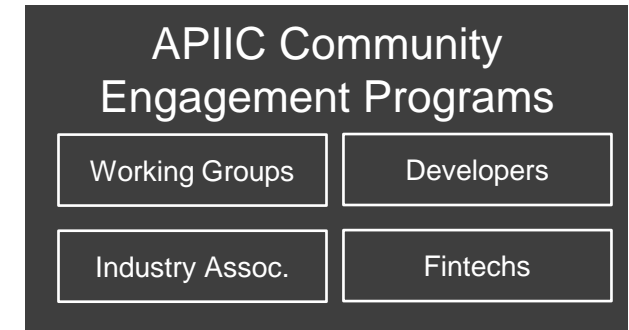 APIIC Community
Engagement Programs
Working Groups
Developers
Industry Assoc.
Fintechs